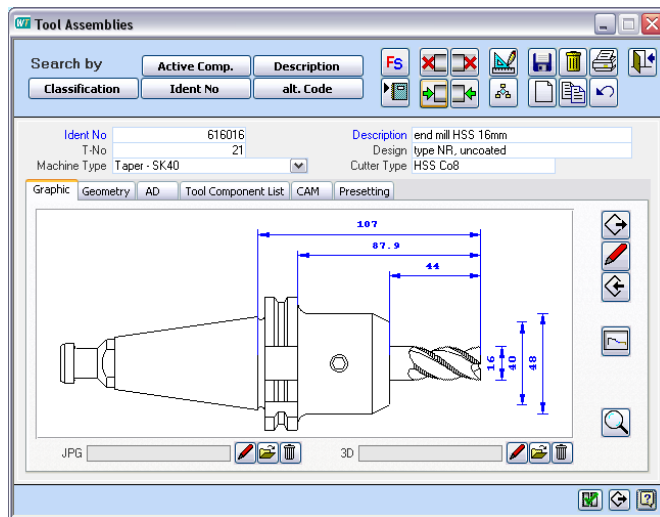 WT Tool Assemblies
Search by
Active Comp. Description
Classification Ident No alt. Code
FS
Ident No 616016 Description end mill HSS 16mm
T-No 21 Design type NR, uncoated
Machine Type Taper - SK40 Cutter Type HSS Co8
Graphic Geometry AD Tool Component List CAM Presetting
107
87.9
44
16 40 48
JPG 3D